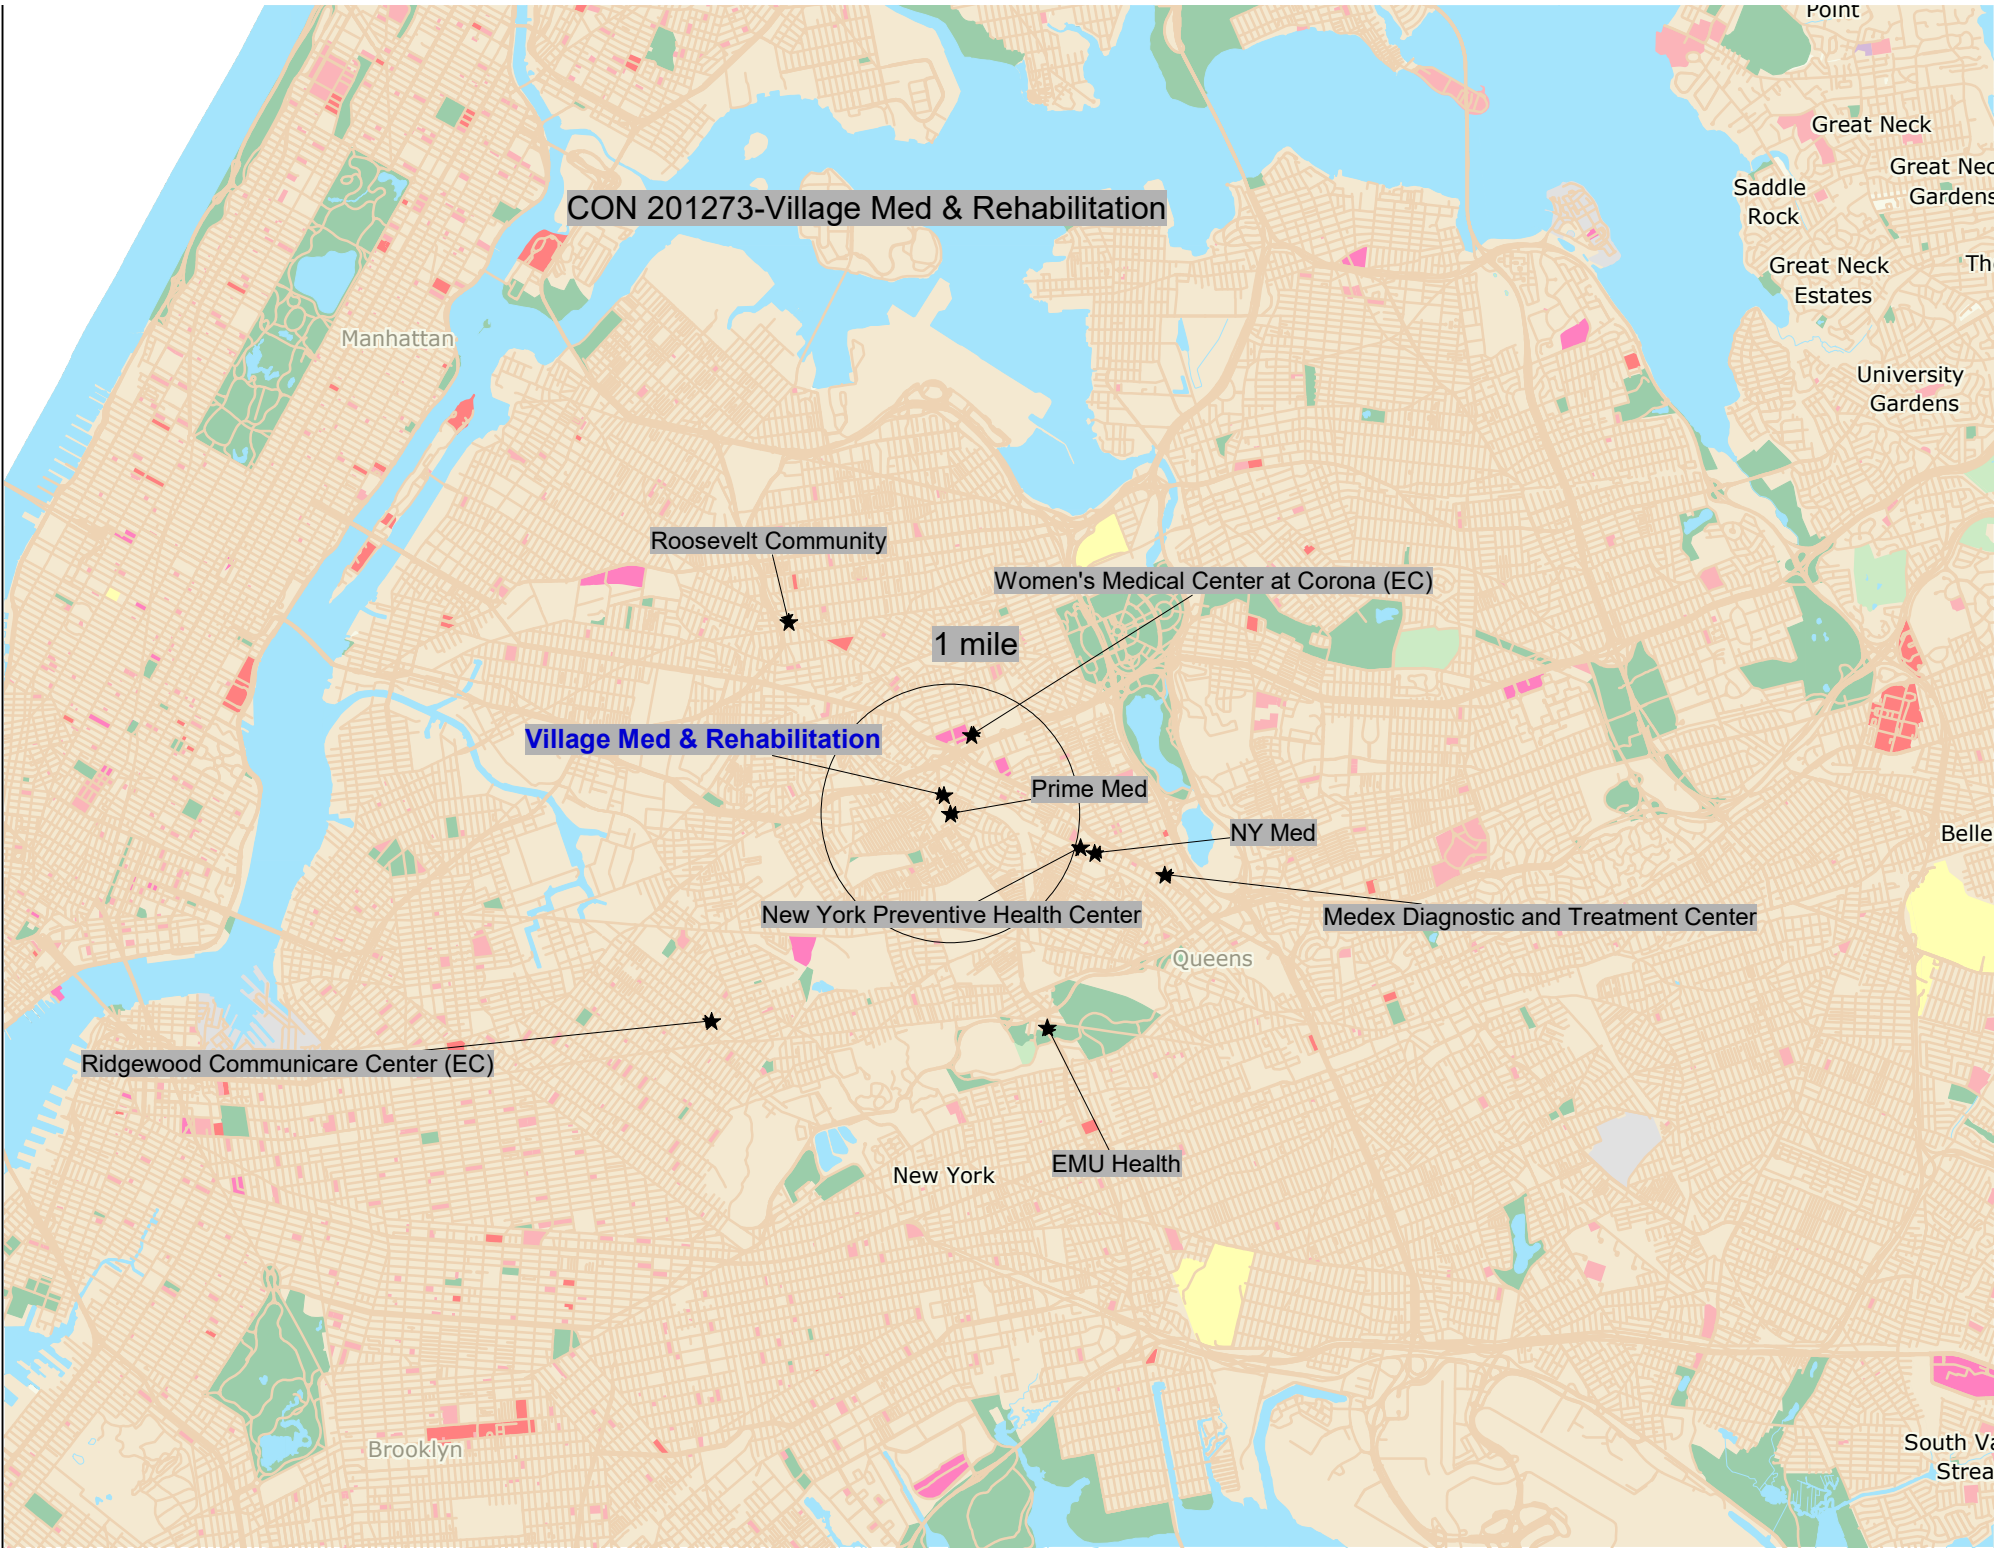 Point
Great Neck
Great Nec
Gardens
Saddle
Rock
CON 201273-Village Med & Rehabilitation
Great Neck
Estates
Th
Manhattan
University
Gardens
Roosevelt Community
Women's Medical Center at Corona (EC)
1 mile
Village Med & Rehabilitation
Prime Med
NY Med
Belle
New York Preventive Health Center
Medex Diagnostic and Treatment Center
Queens
Ridgewood Communicare Center (EC)
EMU Health
New York
Brooklyn
South Va
Strea